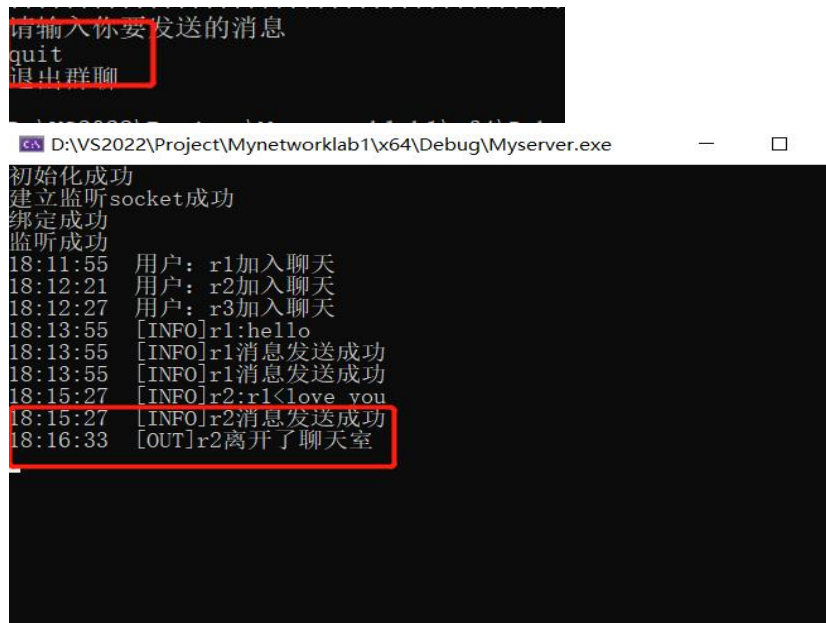 请输入你要发送的消息
quit
退出群聊
D:\VS2022\Project\Mynetworklab1\x64\Debug\Myserver.exe
初始化成功
建立监听socket成功
绑定成功
监听成功
18:11:55 用户：r1加入聊天
18:12:21 用户：r2加入聊天
18:12:27 用户：r3加入聊天
18:13:55 [INFO]r1:hello
18:13:55 [INFO]r1消息发送成功
18:13:55 [INFO]r1消息发送成功
18:15:27 [INFO]r2:r1<love you
18:15:27 [INFO]r2消息发送成功
18:16:33 [OUT]r2离开了聊天室